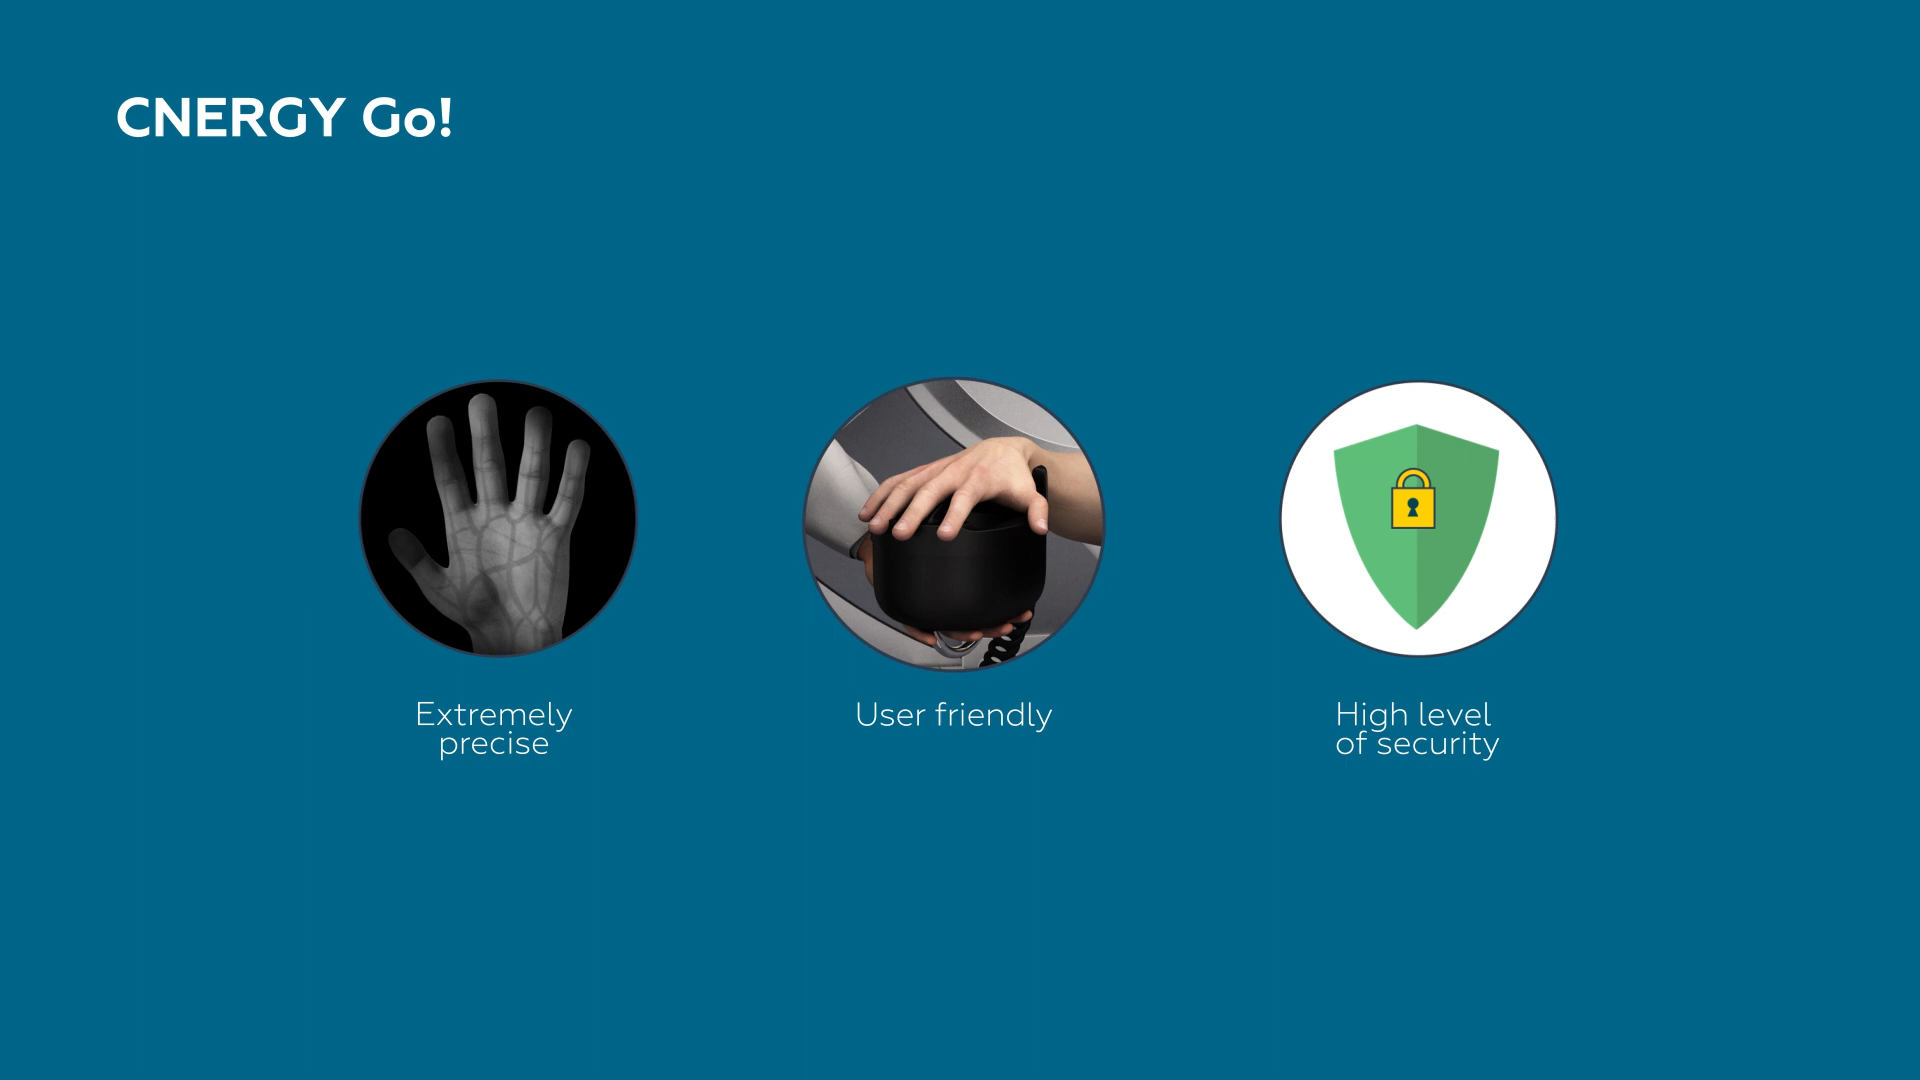 CNERGY Go!
Extremely
precise
User friendly
High level
of security